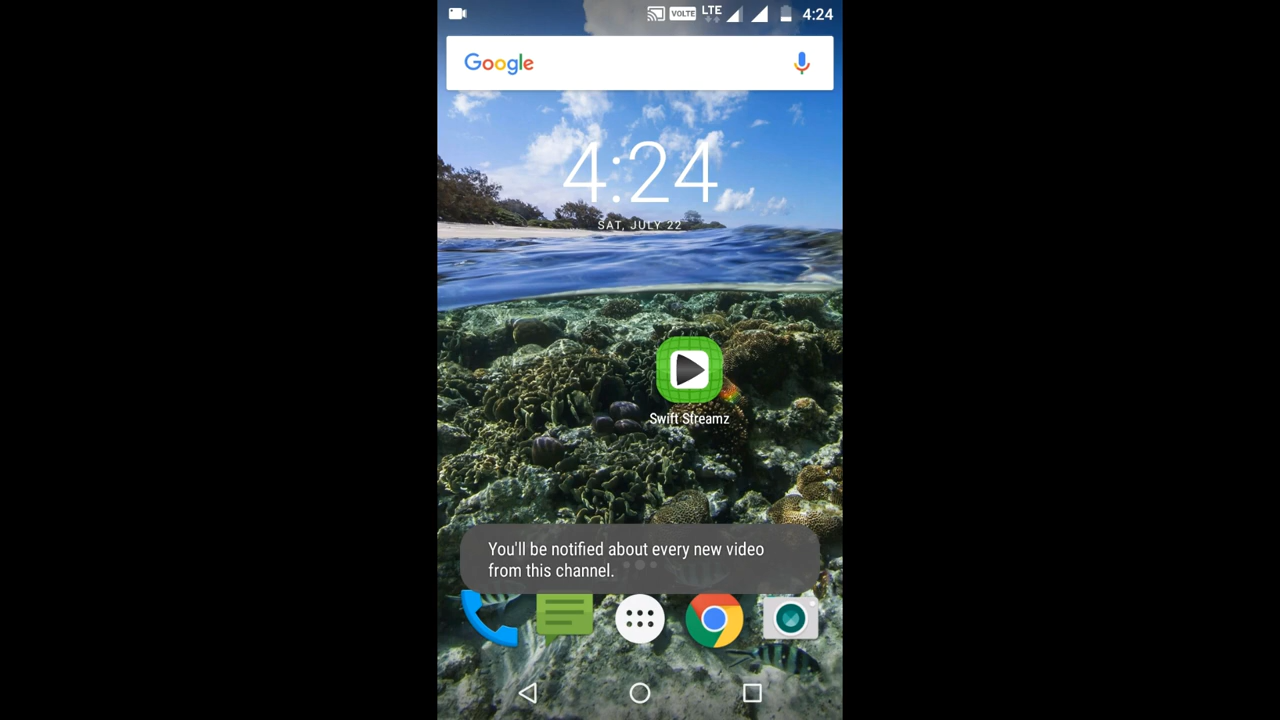 VOLTE LTE 4:24
Google
4:24
SAT, JULY 22
Swift Streamz
You'll be notified about every new video
from this channel.